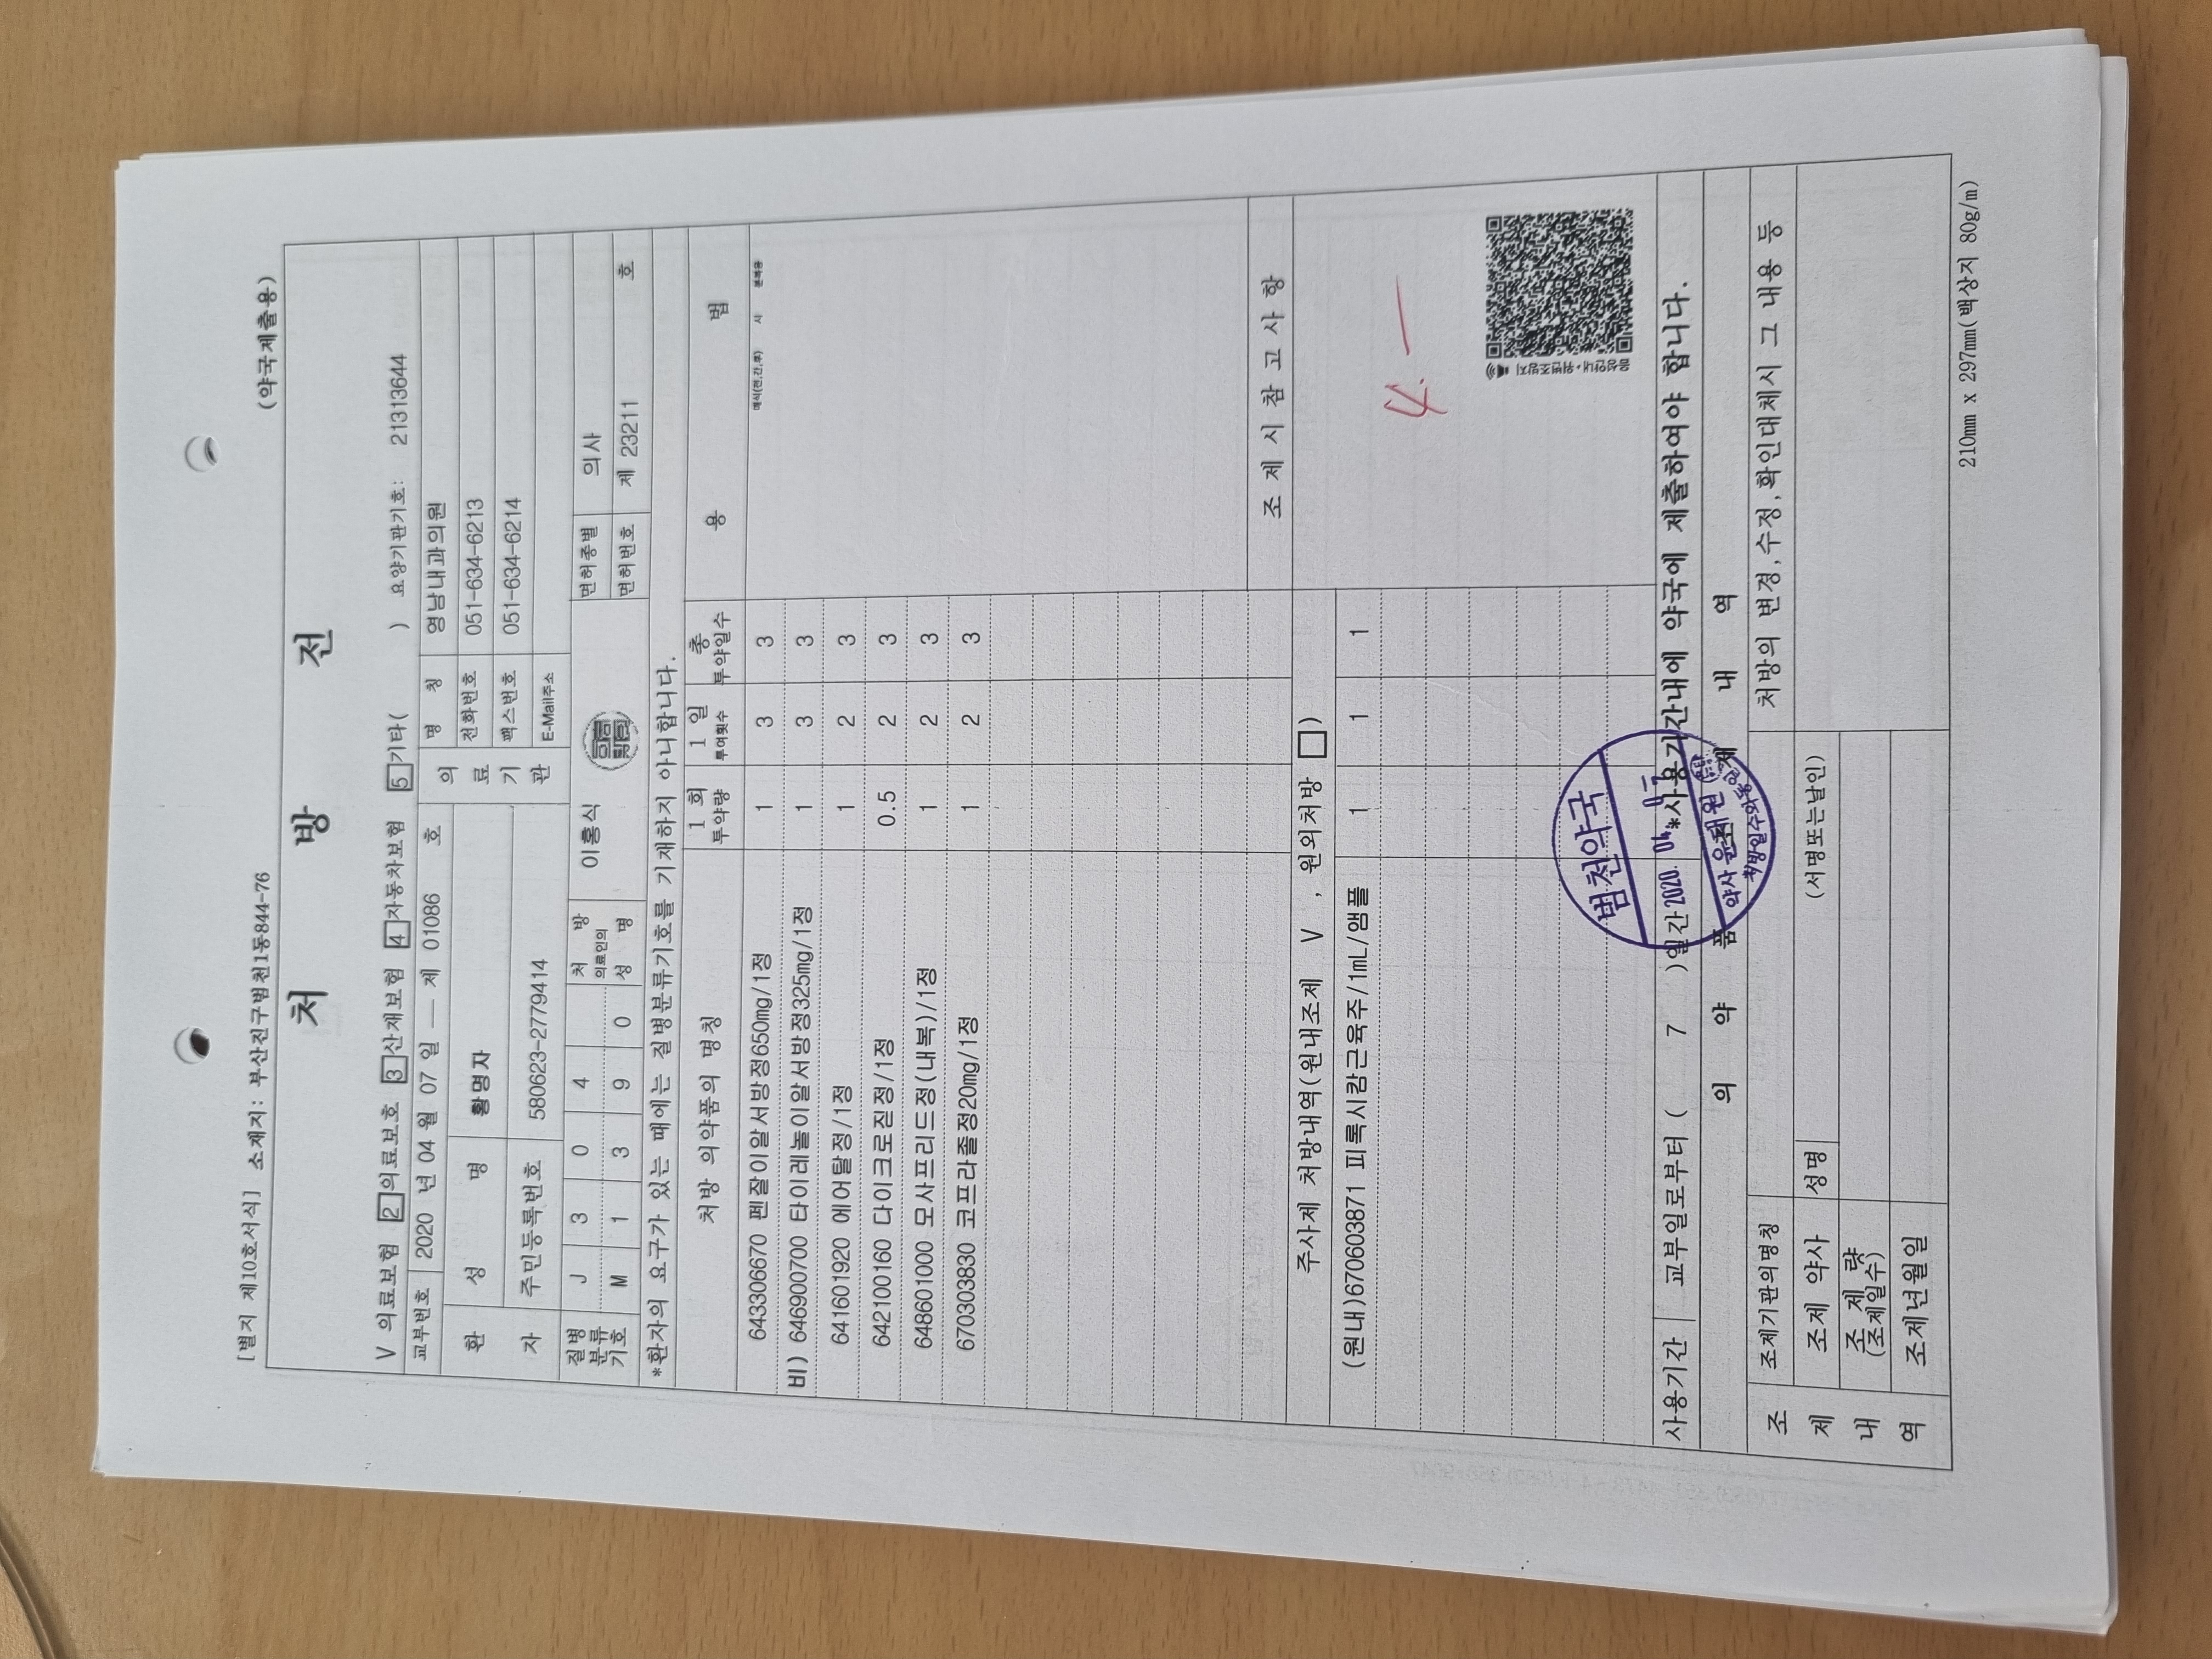 [별지 제10호서식] 소재지: 부산진구범천1동844-76 (약국제출용)
처 방 전
V 의료보험 2 의료보호 3 산재보험 4 자동차보험 5 기타( ) 요양기관기호: 21313644
교부번호 2020 년 04 월 07 일 — 제 01086 호
환자 성 명 황명자
주민등록번호 580623-2779414
의료기관 명 칭 영남내과의원
전화번호 051-634-6213
팩스번호 051-634-6214
E-Mail주소
질병분류기호 J 3 0 4
M 1 3 9 0
처 방 의료인의 성 명 이홍식
면허종별 의사
면허번호 제 23211 호
*환자의 요구가 있는 때에는 질병분류기호를 기재하지 아니합니다.
처방 의약품의 명칭 1 회 투약량 1 일 투여횟수 총 투약일수 용 법
643306670 펜잘이알서방정650mg/1정 1 3 3 매식(전,간,후) 시 분복용
비) 646900700 타이레놀이알서방정325mg/1정 1 3 3
641601920 에어탈정/1정 1 2 3
642100160 다이크로짇정/1정 0.5 2 3
648601000 모사프리드정(내복)/1정 1 2 3
670303830 코프라졸정20mg/1정 1 2 3
조 제 시 참 고 사 항
주사제 처방내역(원내조제 V , 원외처방 □)
(원내)670603871 피록시캄근육주/1mL/앰플 1 1 1
4. —
음성안내·위변조방지
범천약국
사용기간 교부일로부터 ( 7 )일간 *사용기간내에 약국에 제출하여야 합니다.
2020. 04.
약사 윤태원
처방일수와동일
의 약 품 조 제 내 역
조제내역 조제기관의명칭 처방의 변경,수정,확인대체시 그 내용 등
조제 약사 성명 (서명또는날인)
조 제 량
(조제일수)
조제년월일
210mm x 297mm(백상지 80g/m)